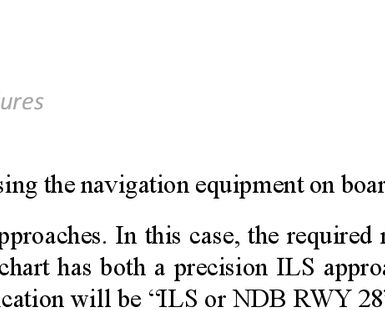 ures
sing the navigation equipment on boar
pproaches. In this case, the required
chart has both a precision ILS approa
ication will be “ILS or NDB RWY 28